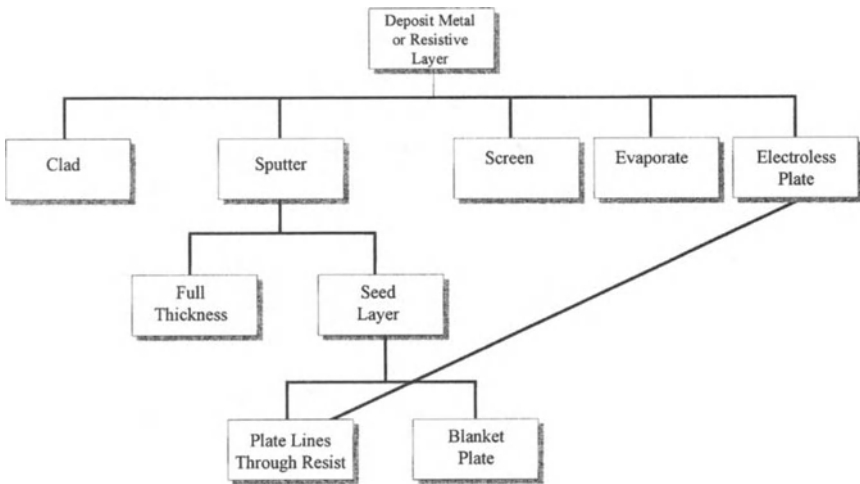 Deposit Metal
or Resistive
Layer
Clad
Sputter
Screen
Evaporate
Electroless
Plate
Full
Thickness
Seed
Layer
Plate Lines
Through Resist
Blanket
Plate